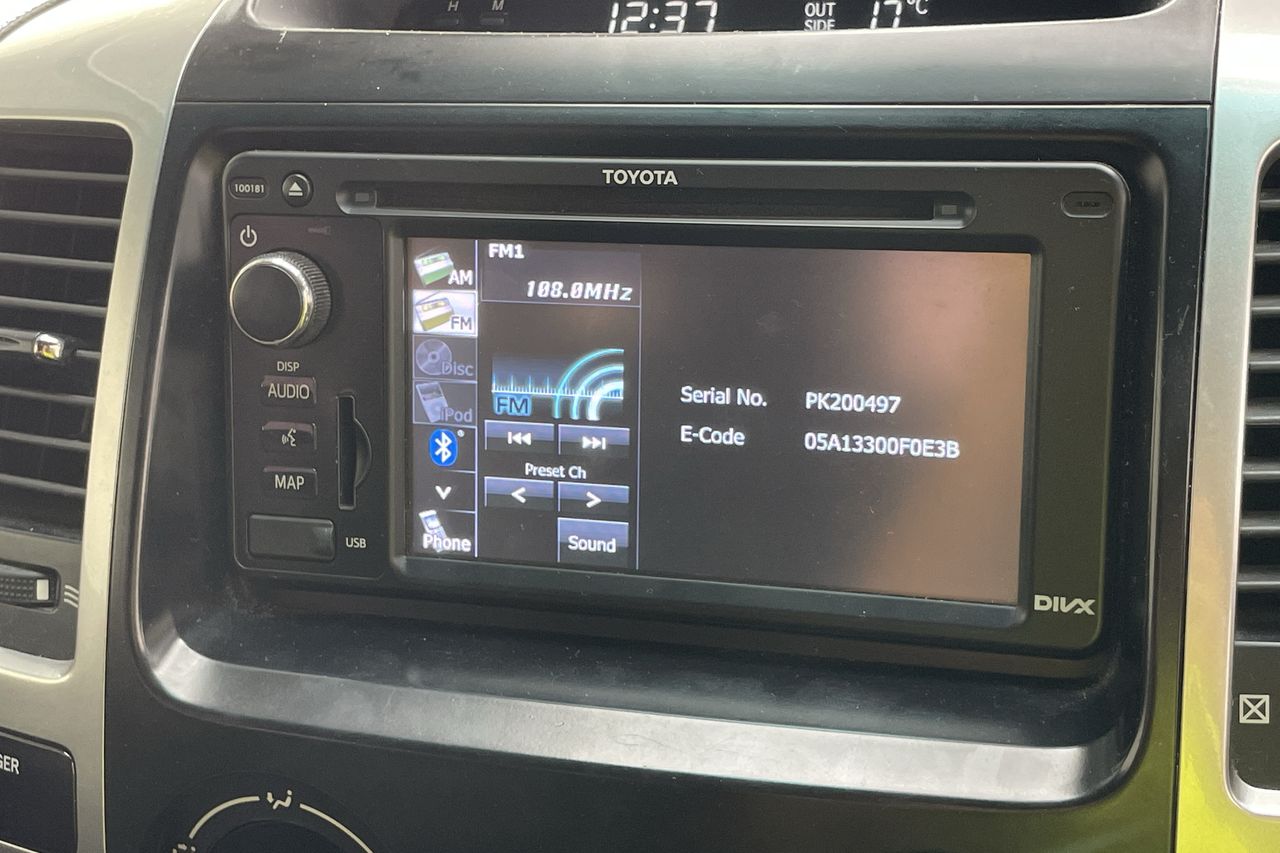 H M
12:37
OUT SIDE 17°C
TOYOTA
100181
DISP
AUDIO
MAP
USB
AM
FM
Disc
iPod
Phone
FM1
108.0MHz
FM
Preset Ch
Sound
Serial No. PK200497
E-Code 05A13300F0E3B
DIVX
GER